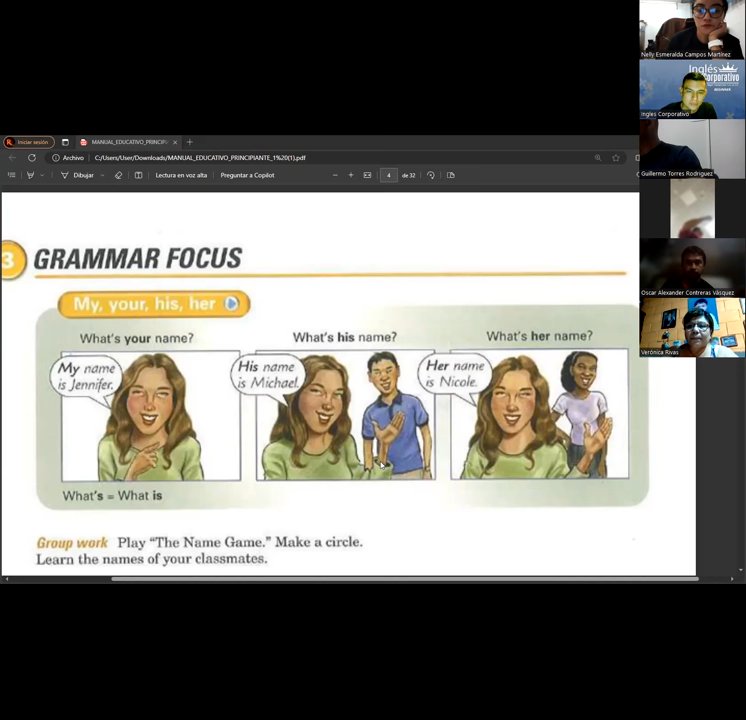 Nelly Esmeralda Campos Martínez
Inglés
Corporativo
BEGINNER
Ingles Corporativo
Guillermo Torres Rodriguez
Oscar Alexander Contreras Vásquez
Verónica Rivas
Iniciar sesión
MANUAL_EDUCATIVO_PRINCIPI
Archivo
C:/Users/User/Downloads/MANUAL_EDUCATIVO_PRINCIPIANTE_1%20(1).pdf
Dibujar
Lectura en voz alta
Preguntar a Copilot
4
de 32
3 GRAMMAR FOCUS
My, your, his, her
What's your name?
My name
is Jennifer.
What's his name?
His name
is Michael.
What's her name?
Her name
is Nicole.
What's = What is
Group work Play “The Name Game.” Make a circle.
Learn the names of your classmates.